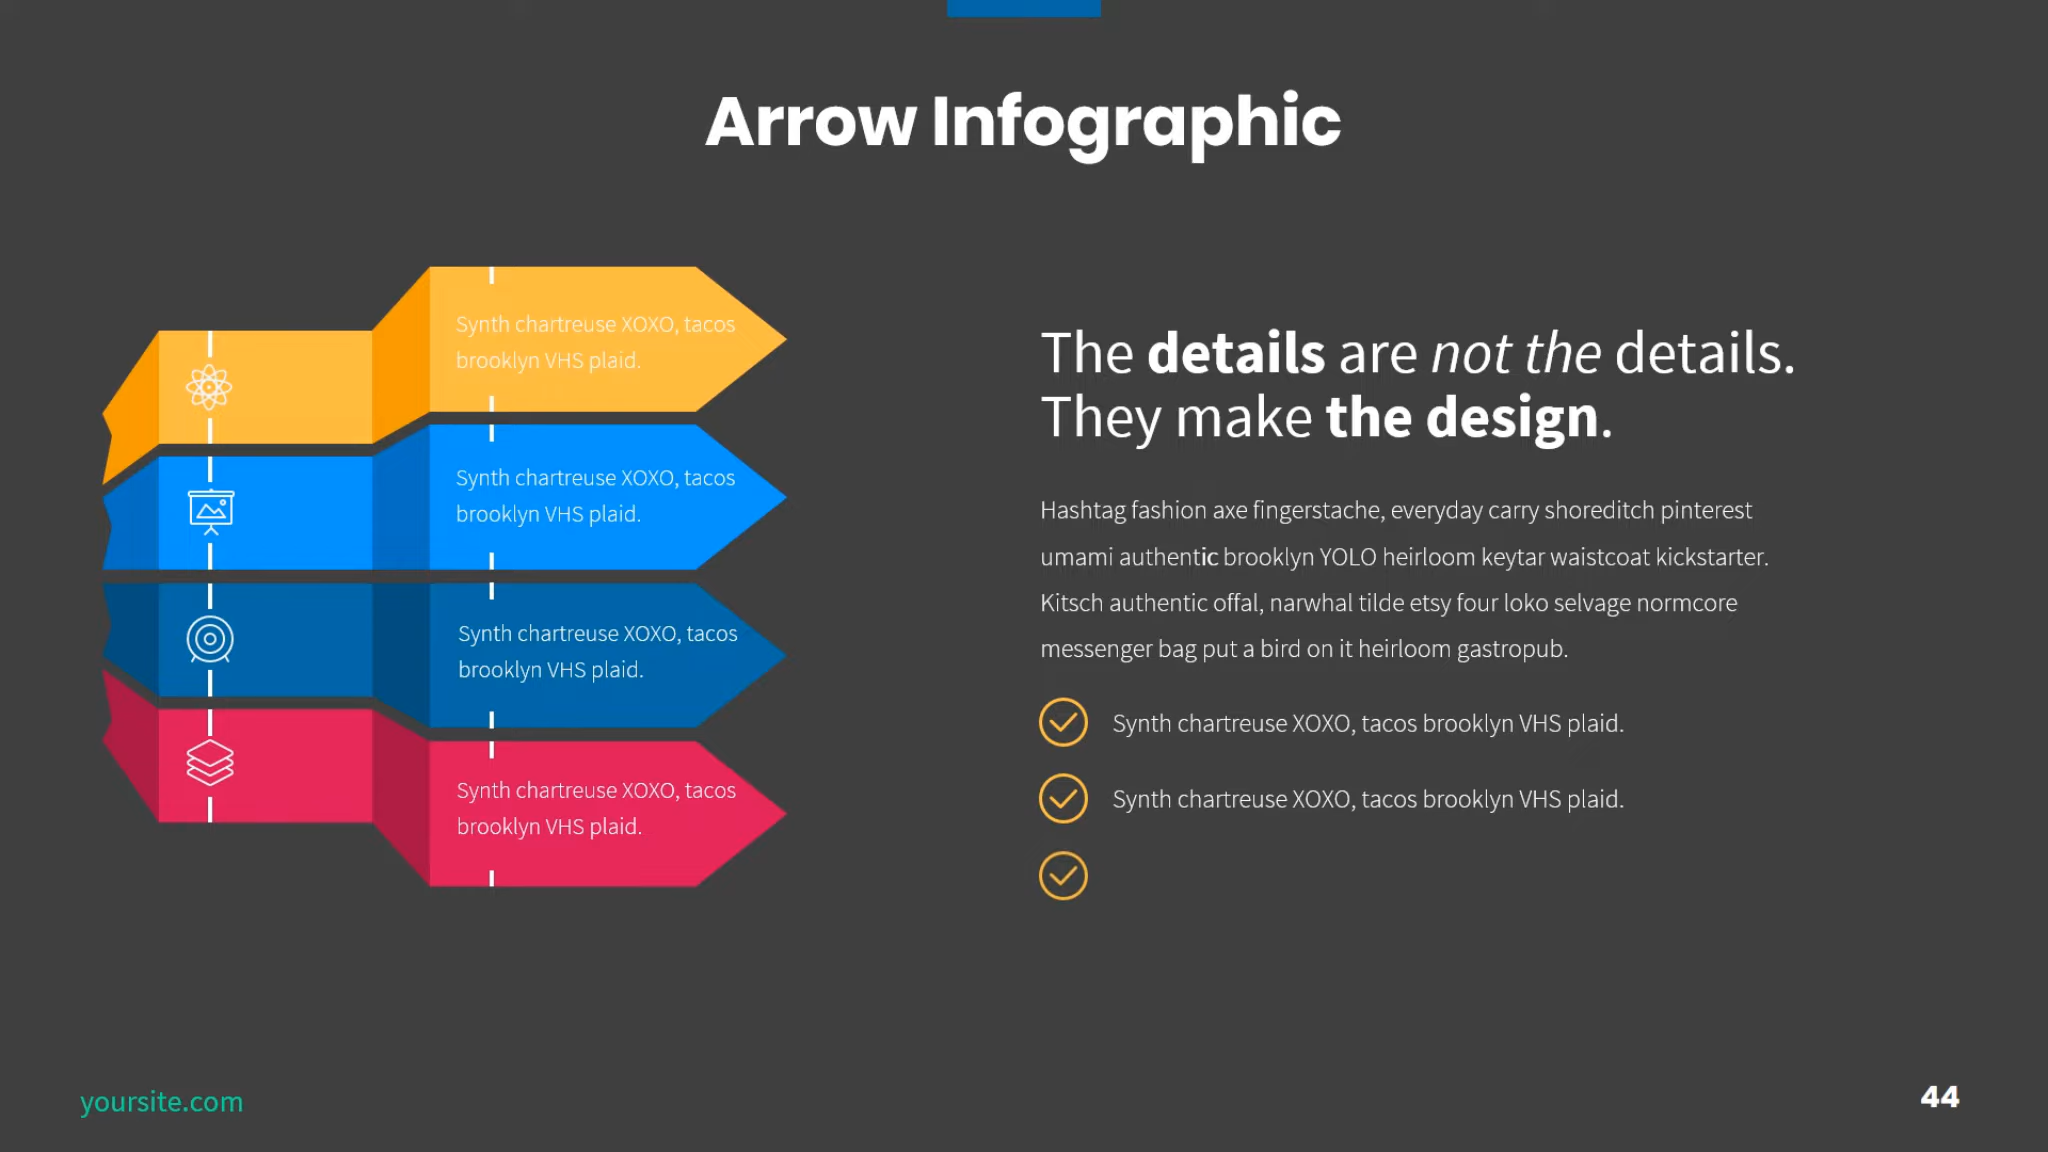 Arrow Infographic
Synth chartreuse XOXO, tacos
brooklyn VHS plaid.
Synth chartreuse XOXO, tacos
brooklyn VHS plaid.
Synth chartreuse XOXO, tacos
brooklyn VHS plaid.
Synth chartreuse XOXO, tacos
brooklyn VHS plaid.
The details are not the details.
They make the design.
Hashtag fashion axe fingerstache, everyday carry shoreditch pinterest
umami authentic brooklyn YOLO heirloom keytar waistcoat kickstarter.
Kitsch authentic offal, narwhal tilde etsy four loko selvage normcore
messenger bag put a bird on it heirloom gastropub.
Synth chartreuse XOXO, tacos brooklyn VHS plaid.
Synth chartreuse XOXO, tacos brooklyn VHS plaid.
yoursite.com
44